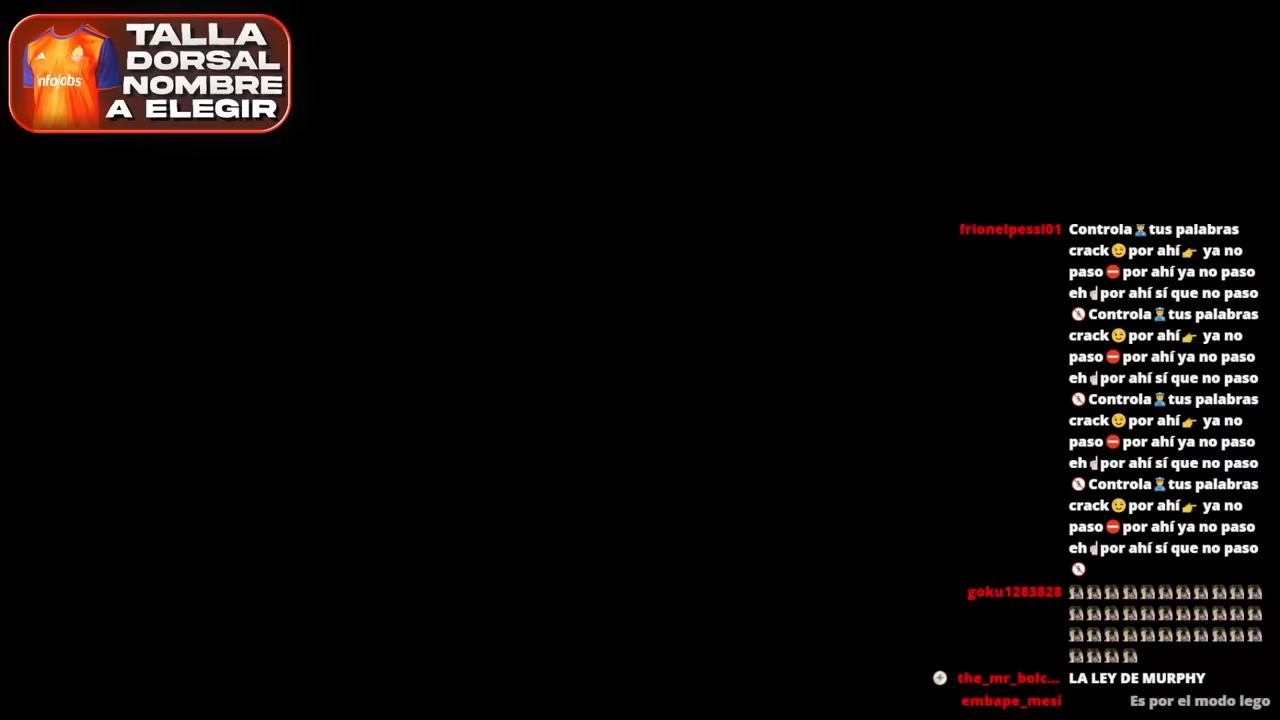 TALLA
DORSAL
NOMBRE
A ELEGIR
nfojobs
frionelpessi01 Controla👮tus palabras
crack😉por ahí👉 ya no
paso⛔por ahí ya no paso
eh☝🏻por ahí sí que no paso
🚷Controla👮tus palabras
crack😉por ahí👉 ya no
paso⛔por ahí ya no paso
eh☝🏻por ahí sí que no paso
🚷Controla👮tus palabras
crack😉por ahí👉 ya no
paso⛔por ahí ya no paso
eh☝🏻por ahí sí que no paso
🚷Controla👮tus palabras
crack😉por ahí👉 ya no
paso⛔por ahí ya no paso
eh☝🏻por ahí sí que no paso
🚷
goku1283828
the_mr_bolc... LA LEY DE MURPHY
embape_mesi Es por el modo lego